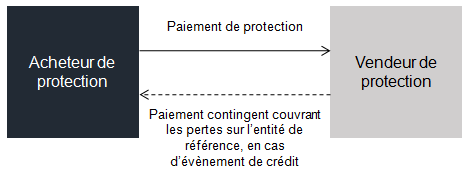 Paiement de protection
Acheteur de
protection
Vendeur de
protection
Paiement contingent couvrant
les pertes sur l'entité de
référence, en cas
d'évènement de crédit